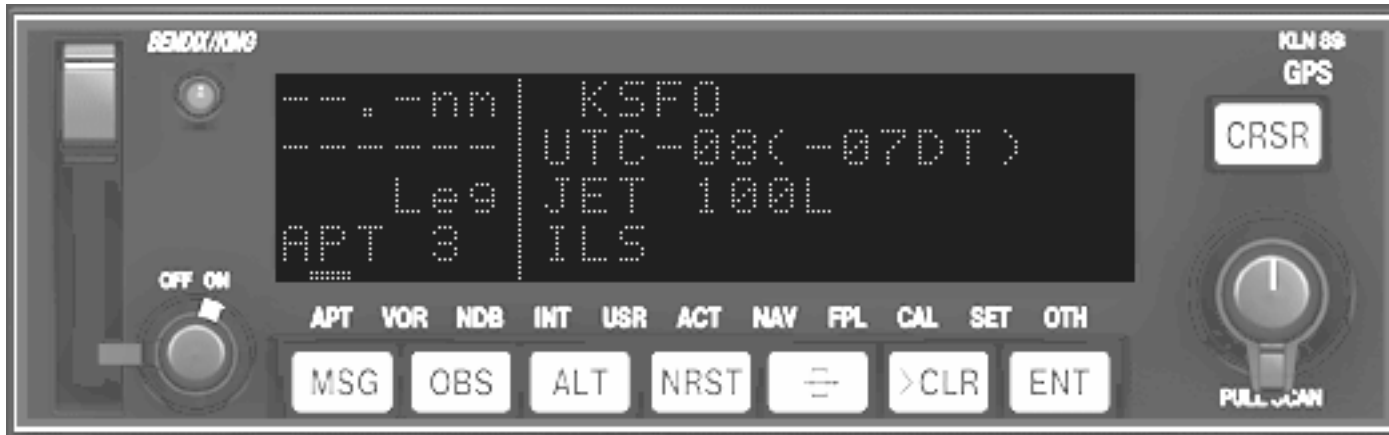 BENDIX/KING
KLN 89
GPS
--.-nm
-----
Leg
APT 3
KSFO
UTC-08(-07DT)
JET 100L
ILS
CRSR
OFF ON
APT VOR NDB INT USR ACT NAV FPL CAL SET OTH
MSG OBS ALT NRST >CLR ENT
PULL SCAN